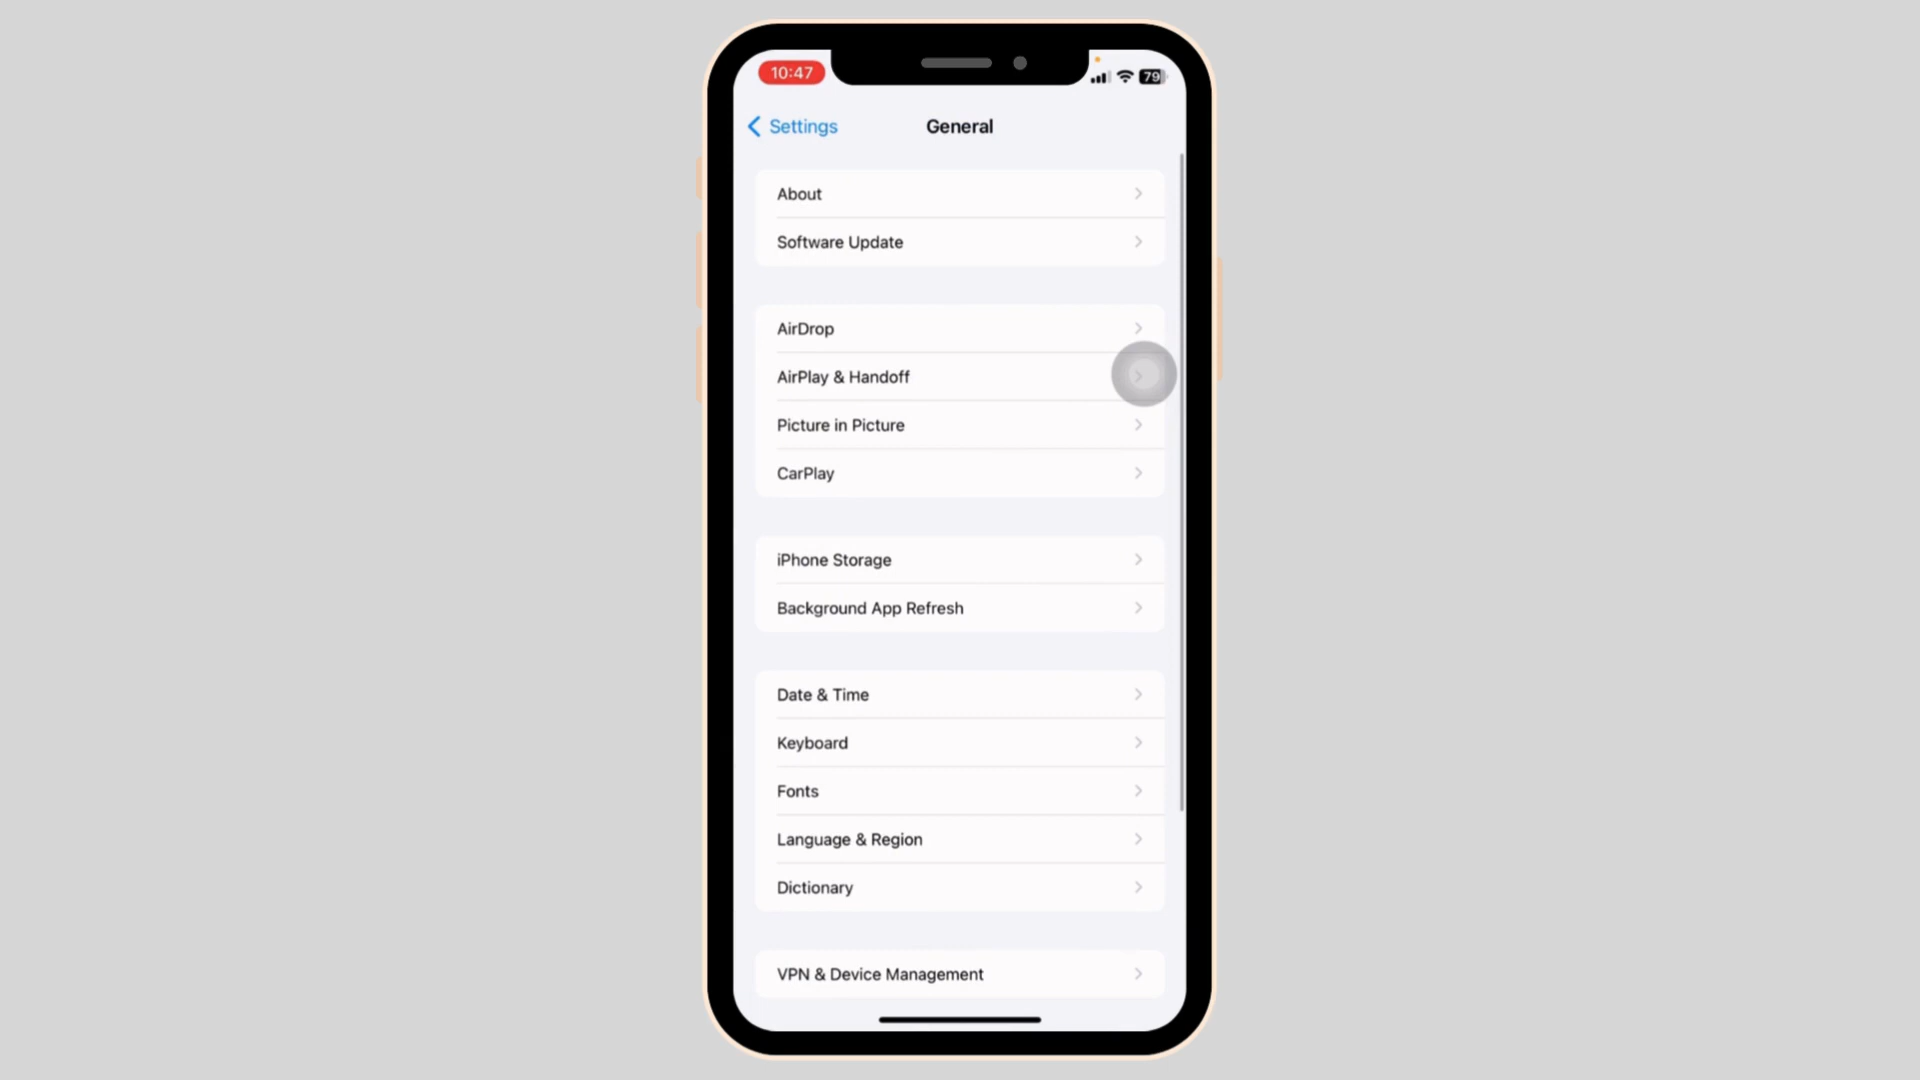 10:47
79
Settings
General
About
Software Update
AirDrop
AirPlay & Handoff
Picture in Picture
CarPlay
iPhone Storage
Background App Refresh
Date & Time
Keyboard
Fonts
Language & Region
Dictionary
VPN & Device Management